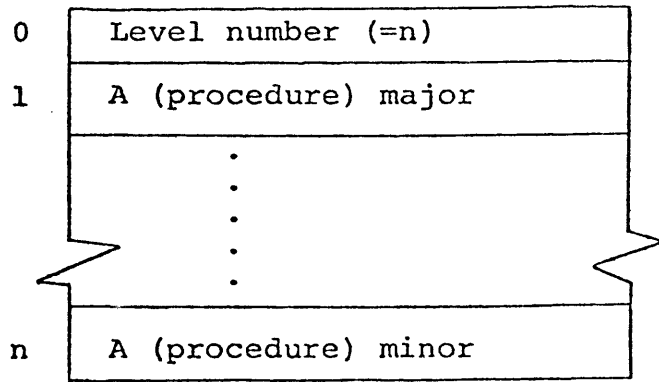 0 Level number (=n)
1 A (procedure) major
n A (procedure) minor